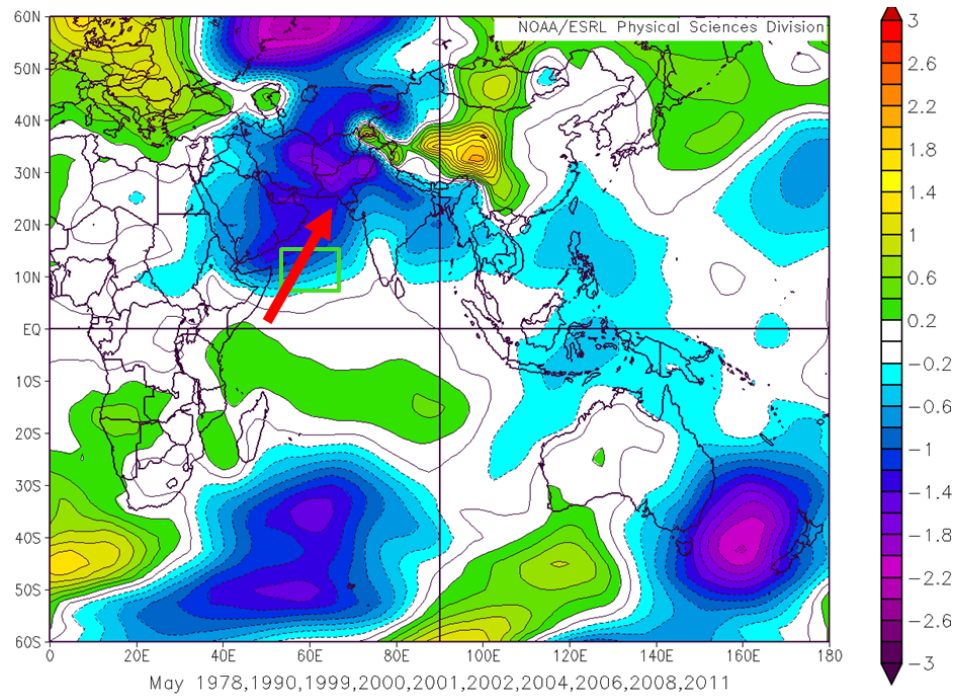 60N
NOAA/ESRL Physical Sciences Division
50N
40N
30N
20N
10N
EQ
10S
20S
30S
40S
50S
60S
0 20E 40E 60E 80E 100E 120E 140E 160E 180
May 1978,1990,1999,2000,2001,2002,2004,2006,2008,2011
3
2.6
2.2
1.8
1.4
1
0.6
0.2
-0.2
-0.6
-1
-1.4
-1.8
-2.2
-2.6
-3